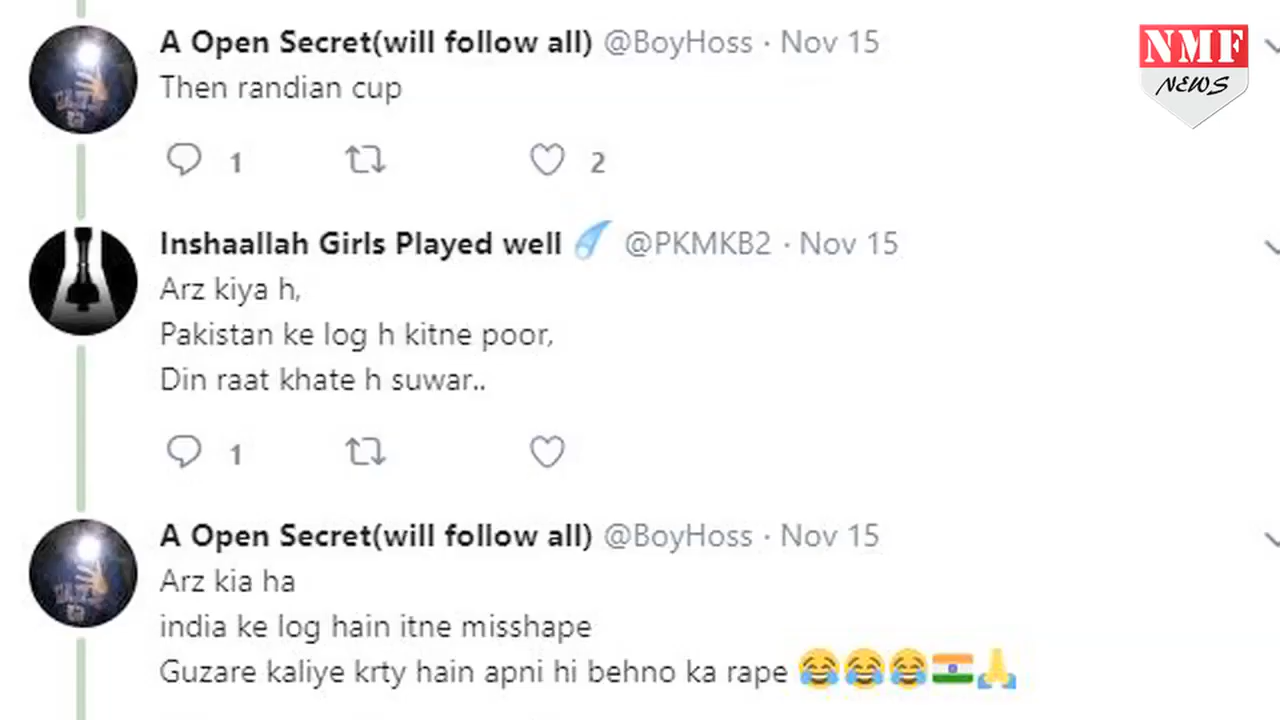 A Open Secret(will follow all) @BoyHoss · Nov 15
Then randian cup
1 2
Inshaallah Girls Played well @PKMKB2 · Nov 15
Arz kiya h,
Pakistan ke log h kitne poor,
Din raat khate h suwar..
1
A Open Secret(will follow all) @BoyHoss · Nov 15
Arz kia ha
india ke log hain itne misshape
Guzare kaliye krty hain apni hi behno ka rape 😂😂😂🇮🇳🙏
NMF
NEWS